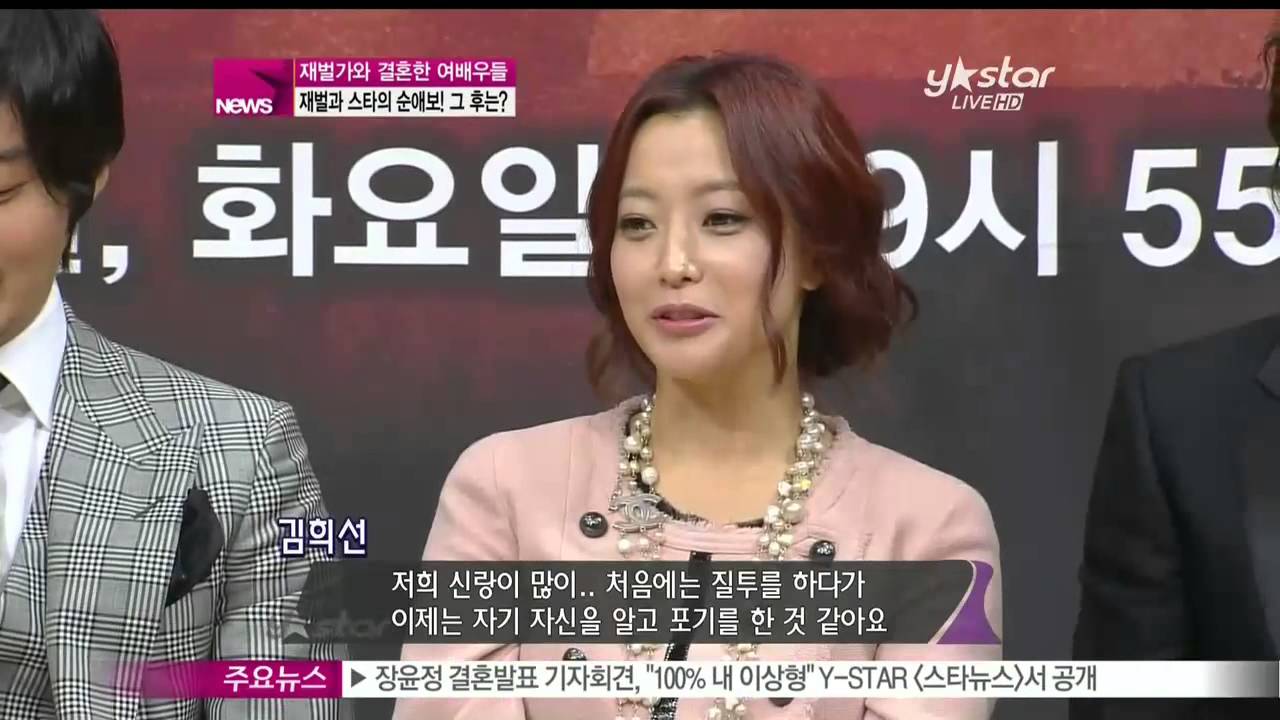 재벌가와 결혼한 여배우들
NEWS
재벌과 스타의 순애보! 그 후는?
y★star
LIVE HD
, 화요일 9시 55
김희선
저희 신랑이 많이.. 처음에는 질투를 하다가
이제는 자기 자신을 알고 포기를 한 것 같아요
y★star
주요뉴스
▶ 장윤정 결혼발표 기자회견, "100% 내 이상형" Y-STAR 〈스타뉴스〉서 공개